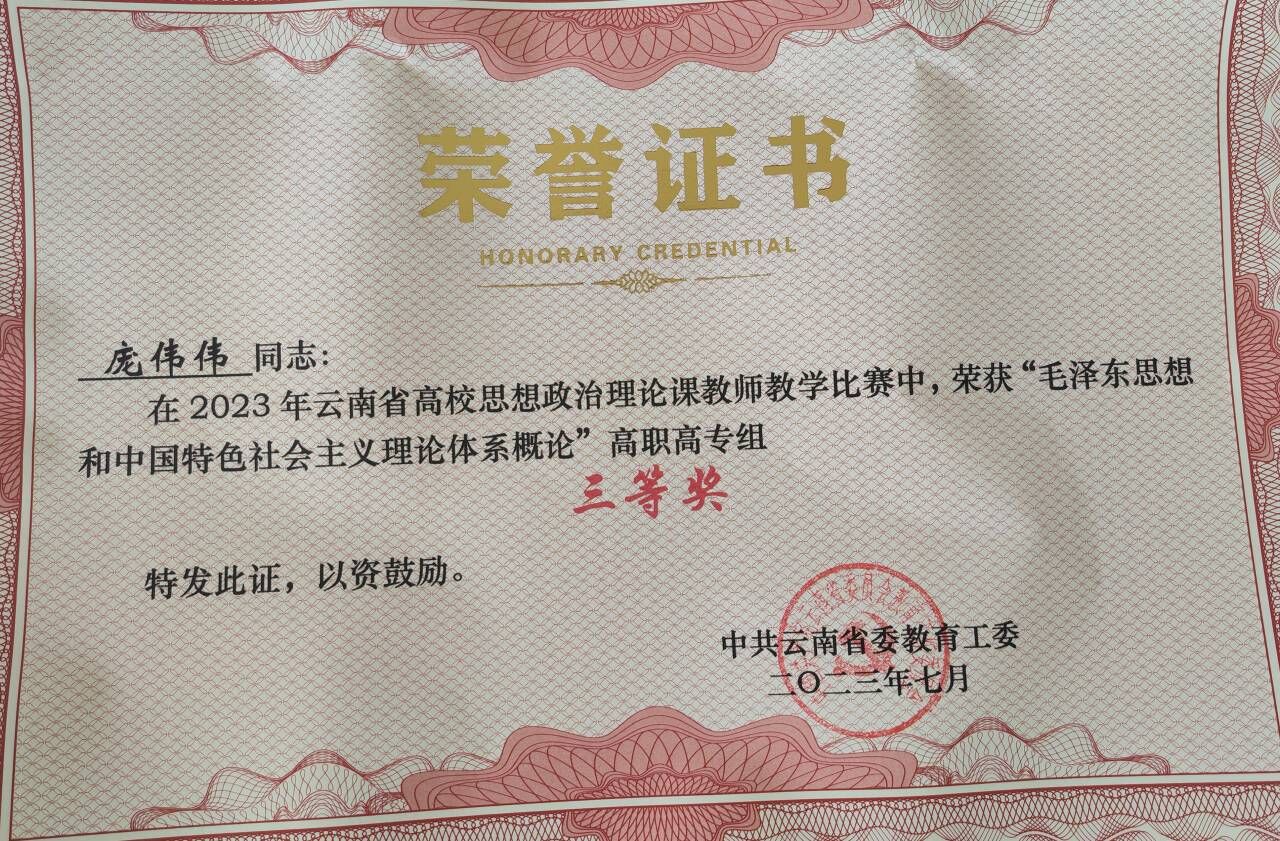 荣誉证书
HONORARY CREDENTIAL
庞伟伟 同志：
在 2023 年云南省高校思想政治理论课教师教学比赛中，荣获“毛泽东思想
和中国特色社会主义理论体系概论”高职高专组
三等奖
特发此证，以资鼓励。
中共云南省委教育工委
二〇二三年七月